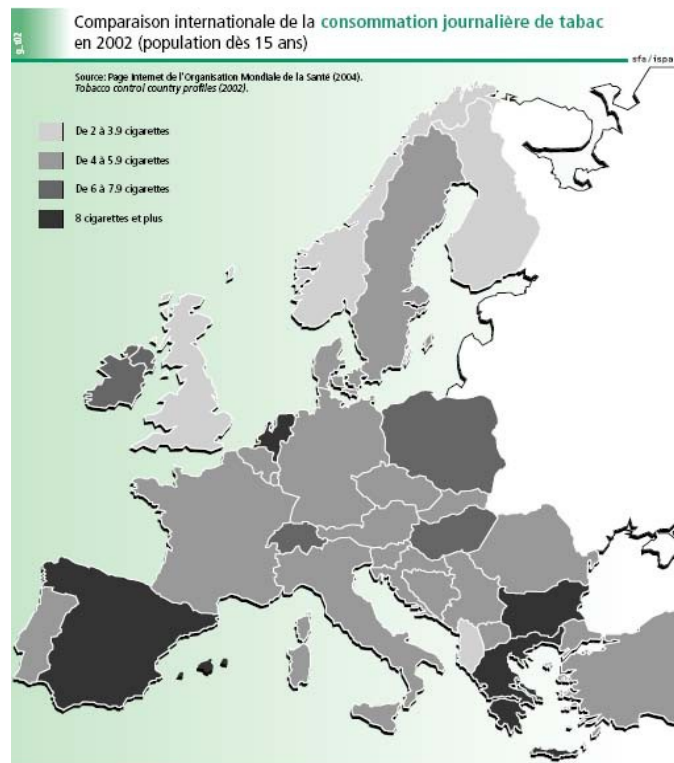 g_t02
Comparaison internationale de la consommation journalière de tabac
en 2002 (population dès 15 ans)
sfa/ispa
Source: Page Internet de l'Organisation Mondiale de la Santé (2004).
Tobacco control country profiles (2002).
De 2 à 3.9 cigarettes
De 4 à 5.9 cigarettes
De 6 à 7.9 cigarettes
8 cigarettes et plus